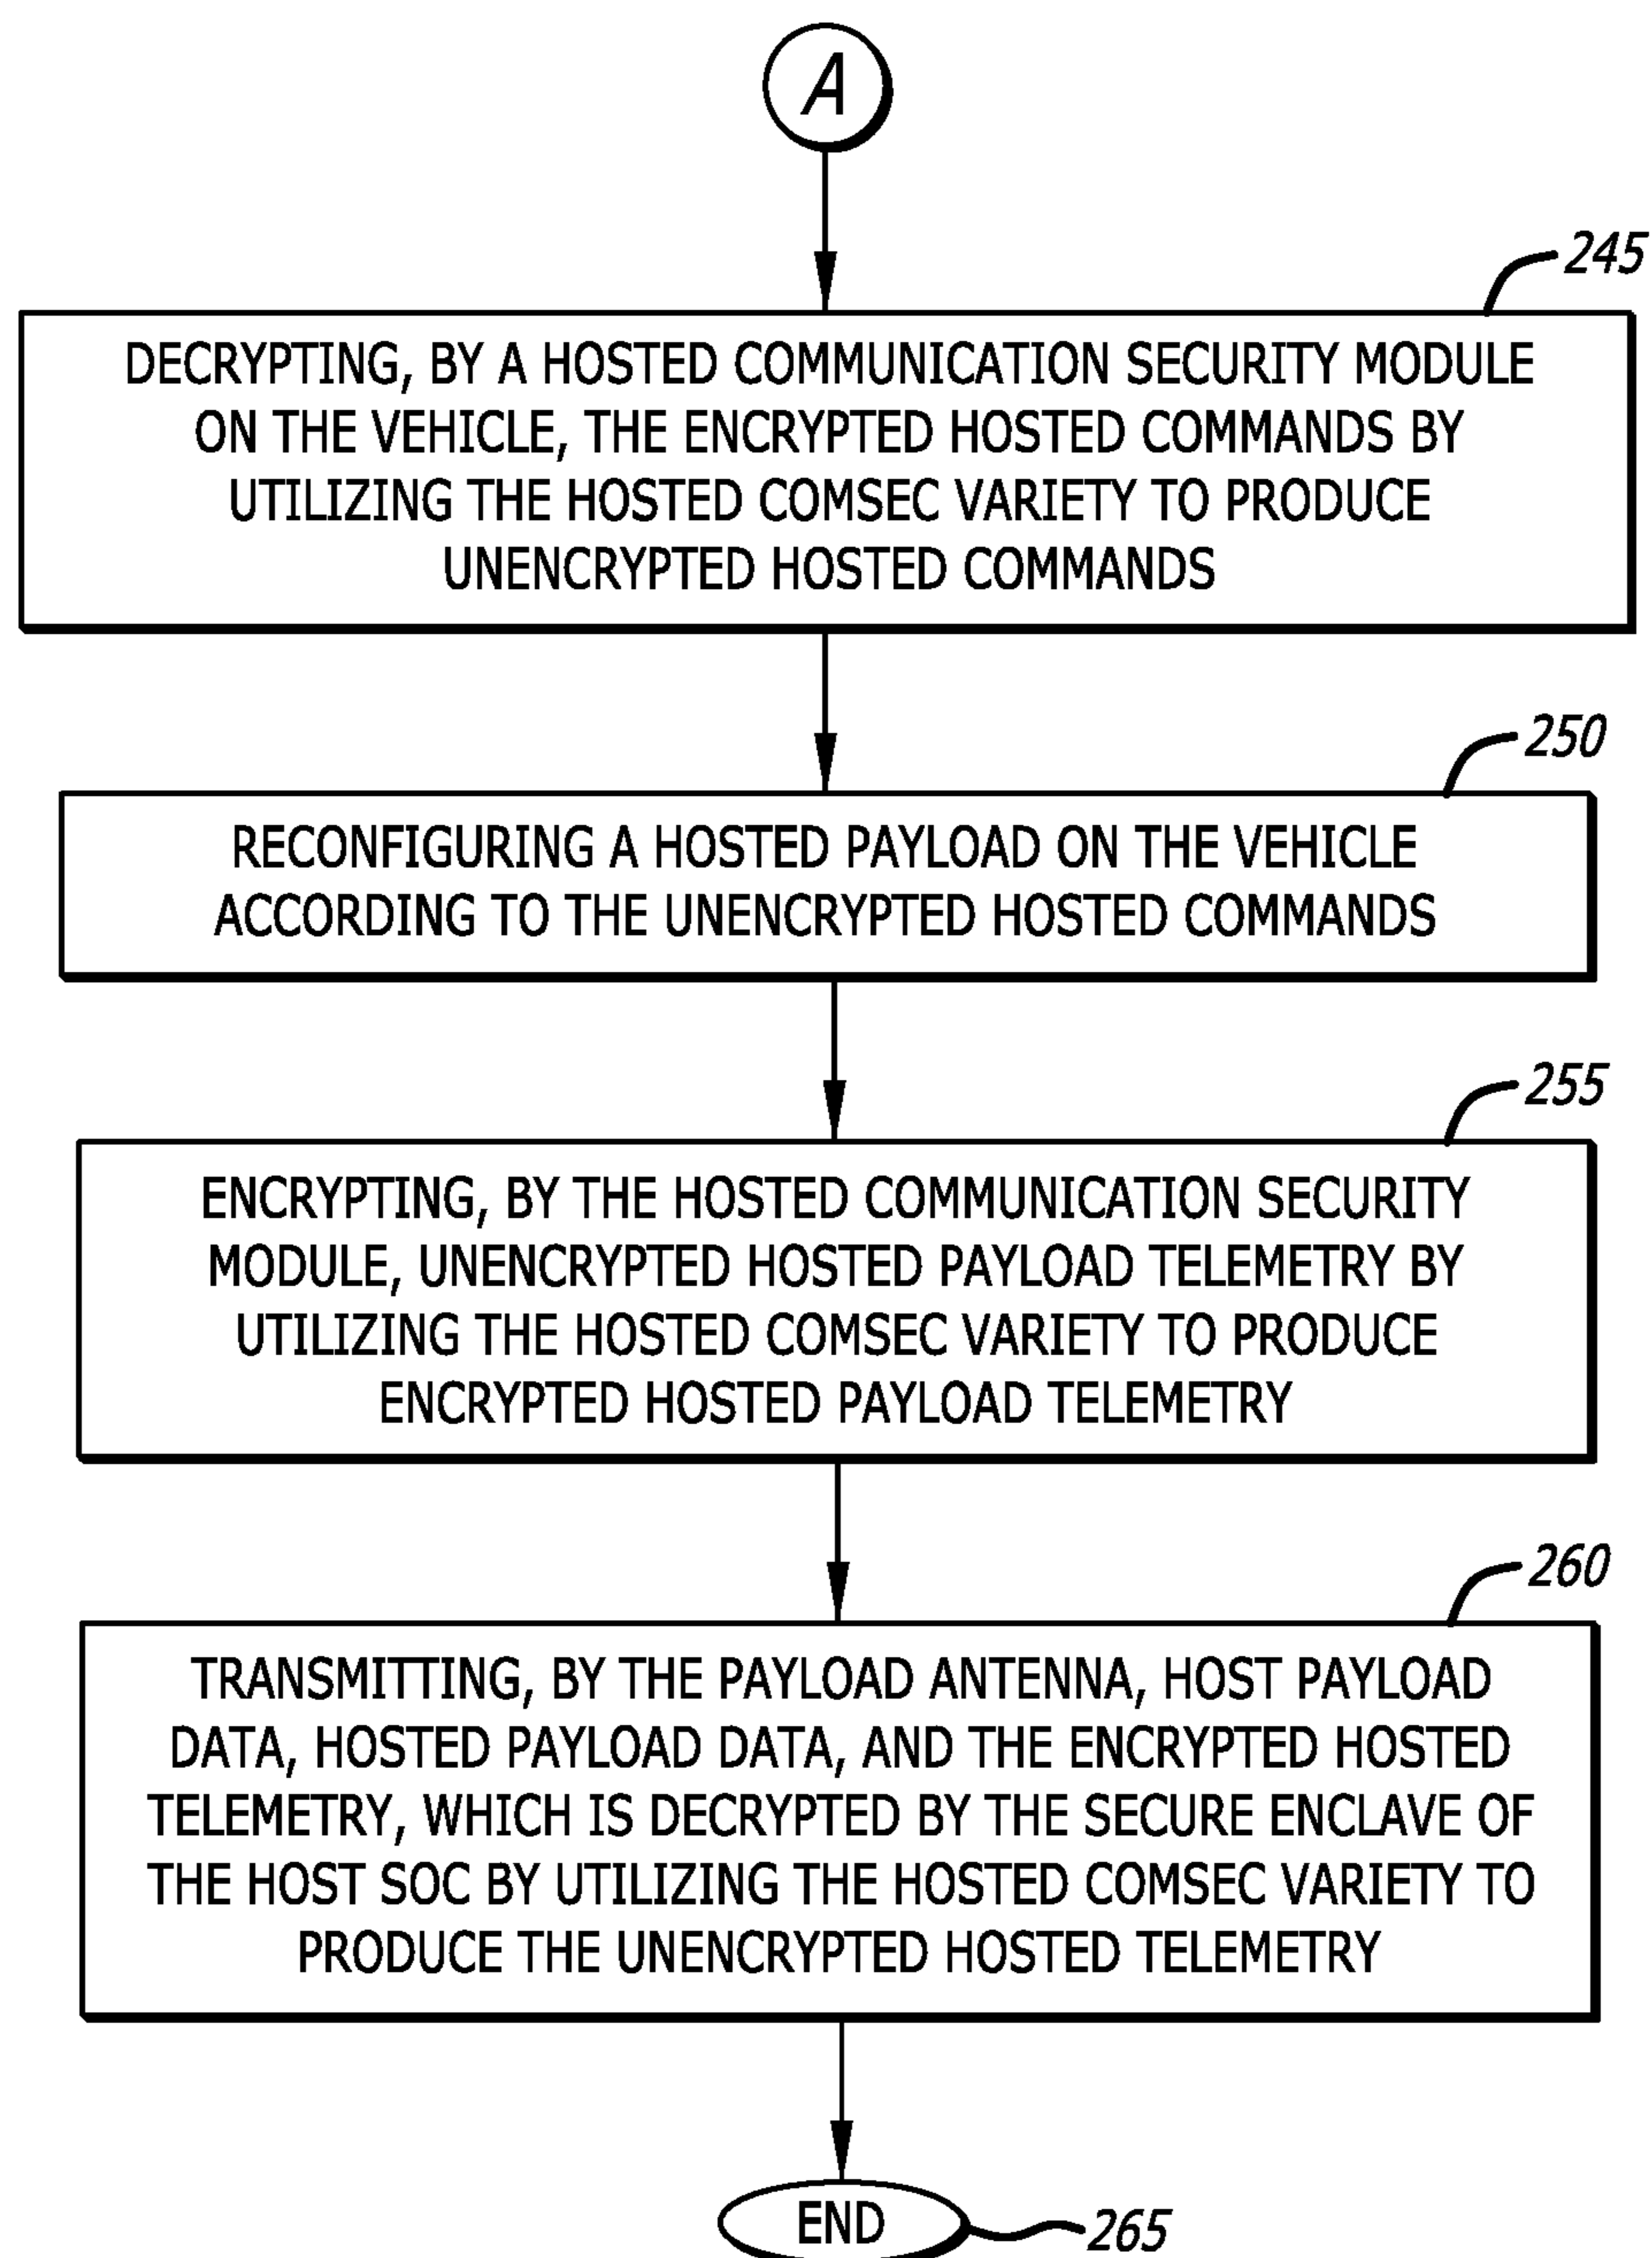 A
245
DECRYPTING, BY A HOSTED COMMUNICATION SECURITY MODULE
ON THE VEHICLE, THE ENCRYPTED HOSTED COMMANDS BY
UTILIZING THE HOSTED COMSEC VARIETY TO PRODUCE
UNENCRYPTED HOSTED COMMANDS
250
RECONFIGURING A HOSTED PAYLOAD ON THE VEHICLE
ACCORDING TO THE UNENCRYPTED HOSTED COMMANDS
255
ENCRYPTING, BY THE HOSTED COMMUNICATION SECURITY
MODULE, UNENCRYPTED HOSTED PAYLOAD TELEMETRY BY
UTILIZING THE HOSTED COMSEC VARIETY TO PRODUCE
ENCRYPTED HOSTED PAYLOAD TELEMETRY
260
TRANSMITTING, BY THE PAYLOAD ANTENNA, HOST PAYLOAD
DATA, HOSTED PAYLOAD DATA, AND THE ENCRYPTED HOSTED
TELEMETRY, WHICH IS DECRYPTED BY THE SECURE ENCLAVE OF
THE HOST SOC BY UTILIZING THE HOSTED COMSEC VARIETY TO
PRODUCE THE UNENCRYPTED HOSTED TELEMETRY
END
265